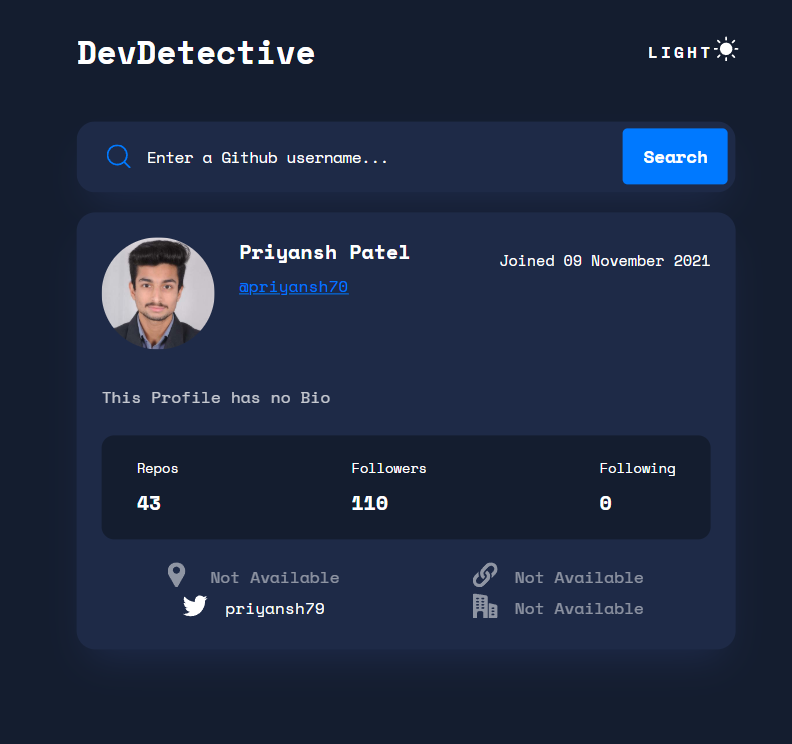 DevDetective
LIGHT
Enter a Github username...
Search
Priyansh Patel
Joined 09 November 2021
@priyansh70
This Profile has no Bio
Repos
Followers
Following
43
110
0
Not Available
Not Available
priyansh79
Not Available